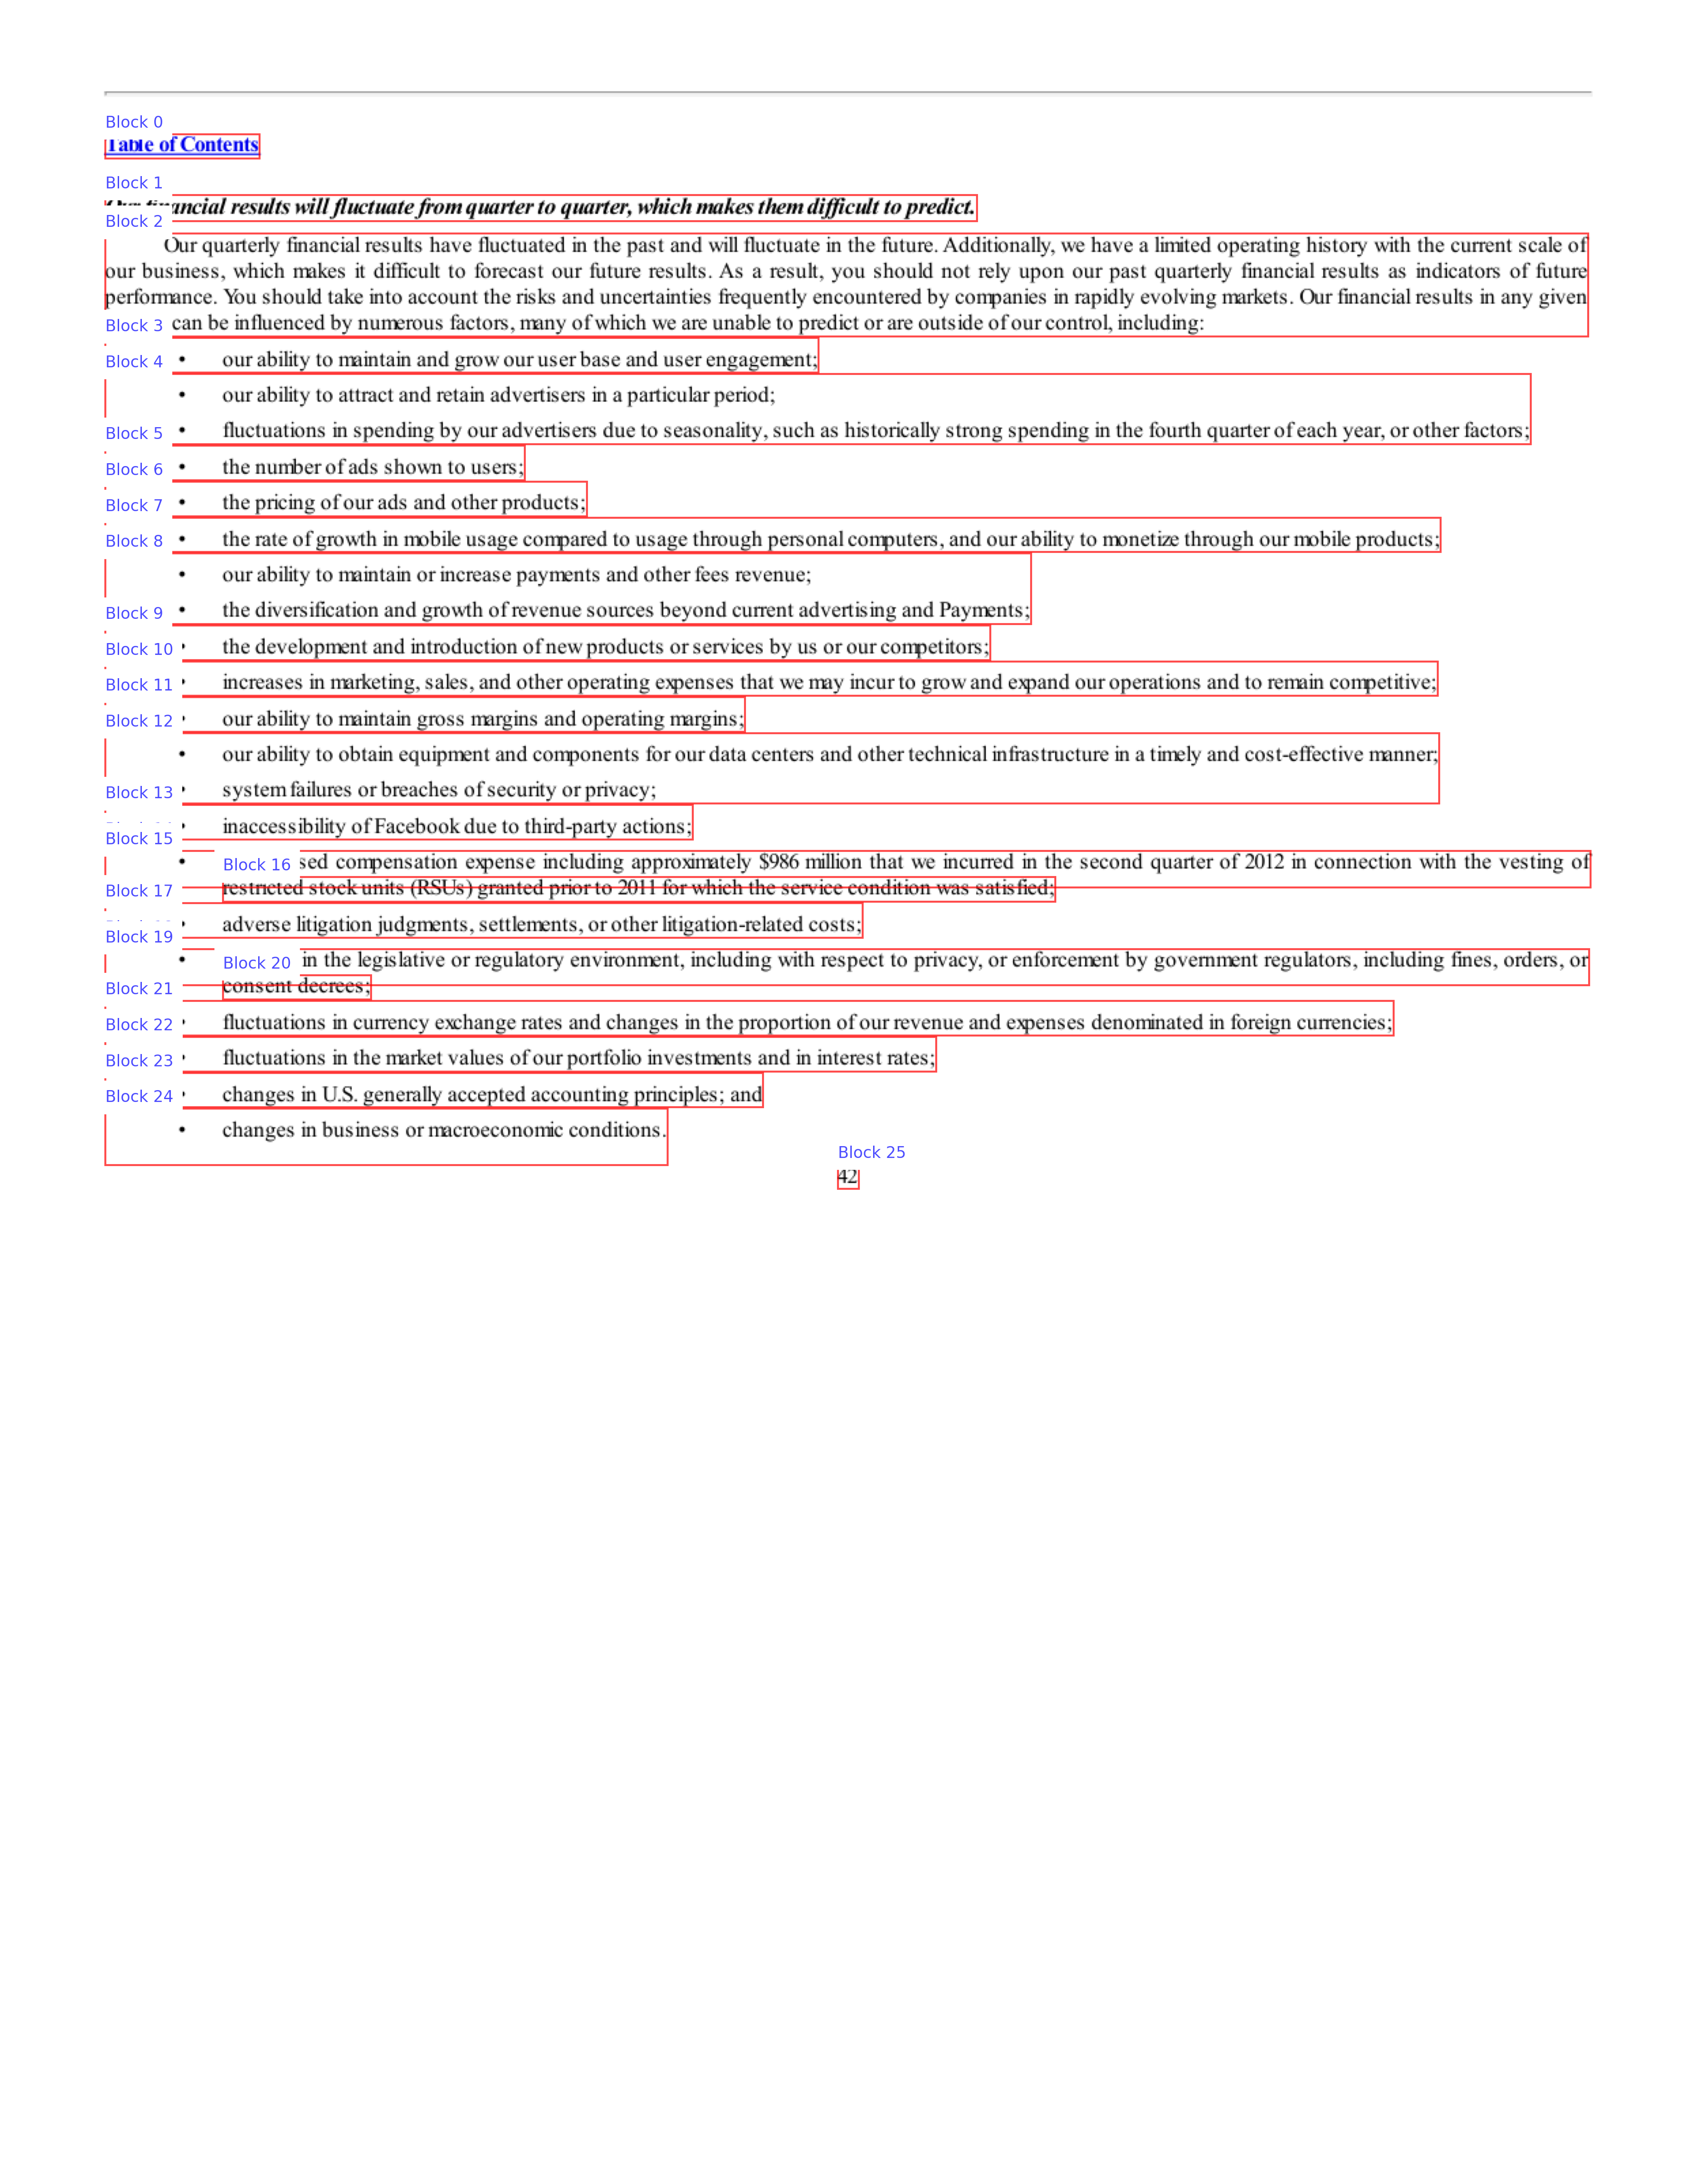 Block 0
Table of Contents
Block 1
financial results will fluctuate from quarter to quarter, which makes them difficult to predict.
Block 2
Our quarterly financial results have fluctuated in the past and will fluctuate in the future. Additionally, we have a limited operating history with the current scale of
our business, which makes it difficult to forecast our future results. As a result, you should not rely upon our past quarterly financial results as indicators of future
performance. You should take into account the risks and uncertainties frequently encountered by companies in rapidly evolving markets. Our financial results in any given
Block 3 can be influenced by numerous factors, many of which we are unable to predict or are outside of our control, including:
Block 4 • our ability to maintain and grow our user base and user engagement;
• our ability to attract and retain advertisers in a particular period;
Block 5 • fluctuations in spending by our advertisers due to seasonality, such as historically strong spending in the fourth quarter of each year, or other factors;
Block 6 • the number of ads shown to users;
Block 7 • the pricing of our ads and other products;
Block 8 • the rate of growth in mobile usage compared to usage through personal computers, and our ability to monetize through our mobile products;
• our ability to maintain or increase payments and other fees revenue;
Block 9 • the diversification and growth of revenue sources beyond current advertising and Payments;
Block 10 • the development and introduction of new products or services by us or our competitors;
Block 11 • increases in marketing, sales, and other operating expenses that we may incur to grow and expand our operations and to remain competitive;
Block 12 • our ability to maintain gross margins and operating margins;
• our ability to obtain equipment and components for our data centers and other technical infrastructure in a timely and cost-effective manner;
Block 13 • system failures or breaches of security or privacy;
• inaccessibility of Facebook due to third-party actions;
Block 15
• Block 16 sed compensation expense including approximately $986 million that we incurred in the second quarter of 2012 in connection with the vesting of
Block 17 restricted stock units (RSUs) granted prior to 2011 for which the service condition was satisfied;
• adverse litigation judgments, settlements, or other litigation-related costs;
Block 19
• Block 20 in the legislative or regulatory environment, including with respect to privacy, or enforcement by government regulators, including fines, orders, or
Block 21 consent decrees;
Block 22 • fluctuations in currency exchange rates and changes in the proportion of our revenue and expenses denominated in foreign currencies;
Block 23 • fluctuations in the market values of our portfolio investments and in interest rates;
Block 24 • changes in U.S. generally accepted accounting principles; and
• changes in business or macroeconomic conditions.
Block 25
42